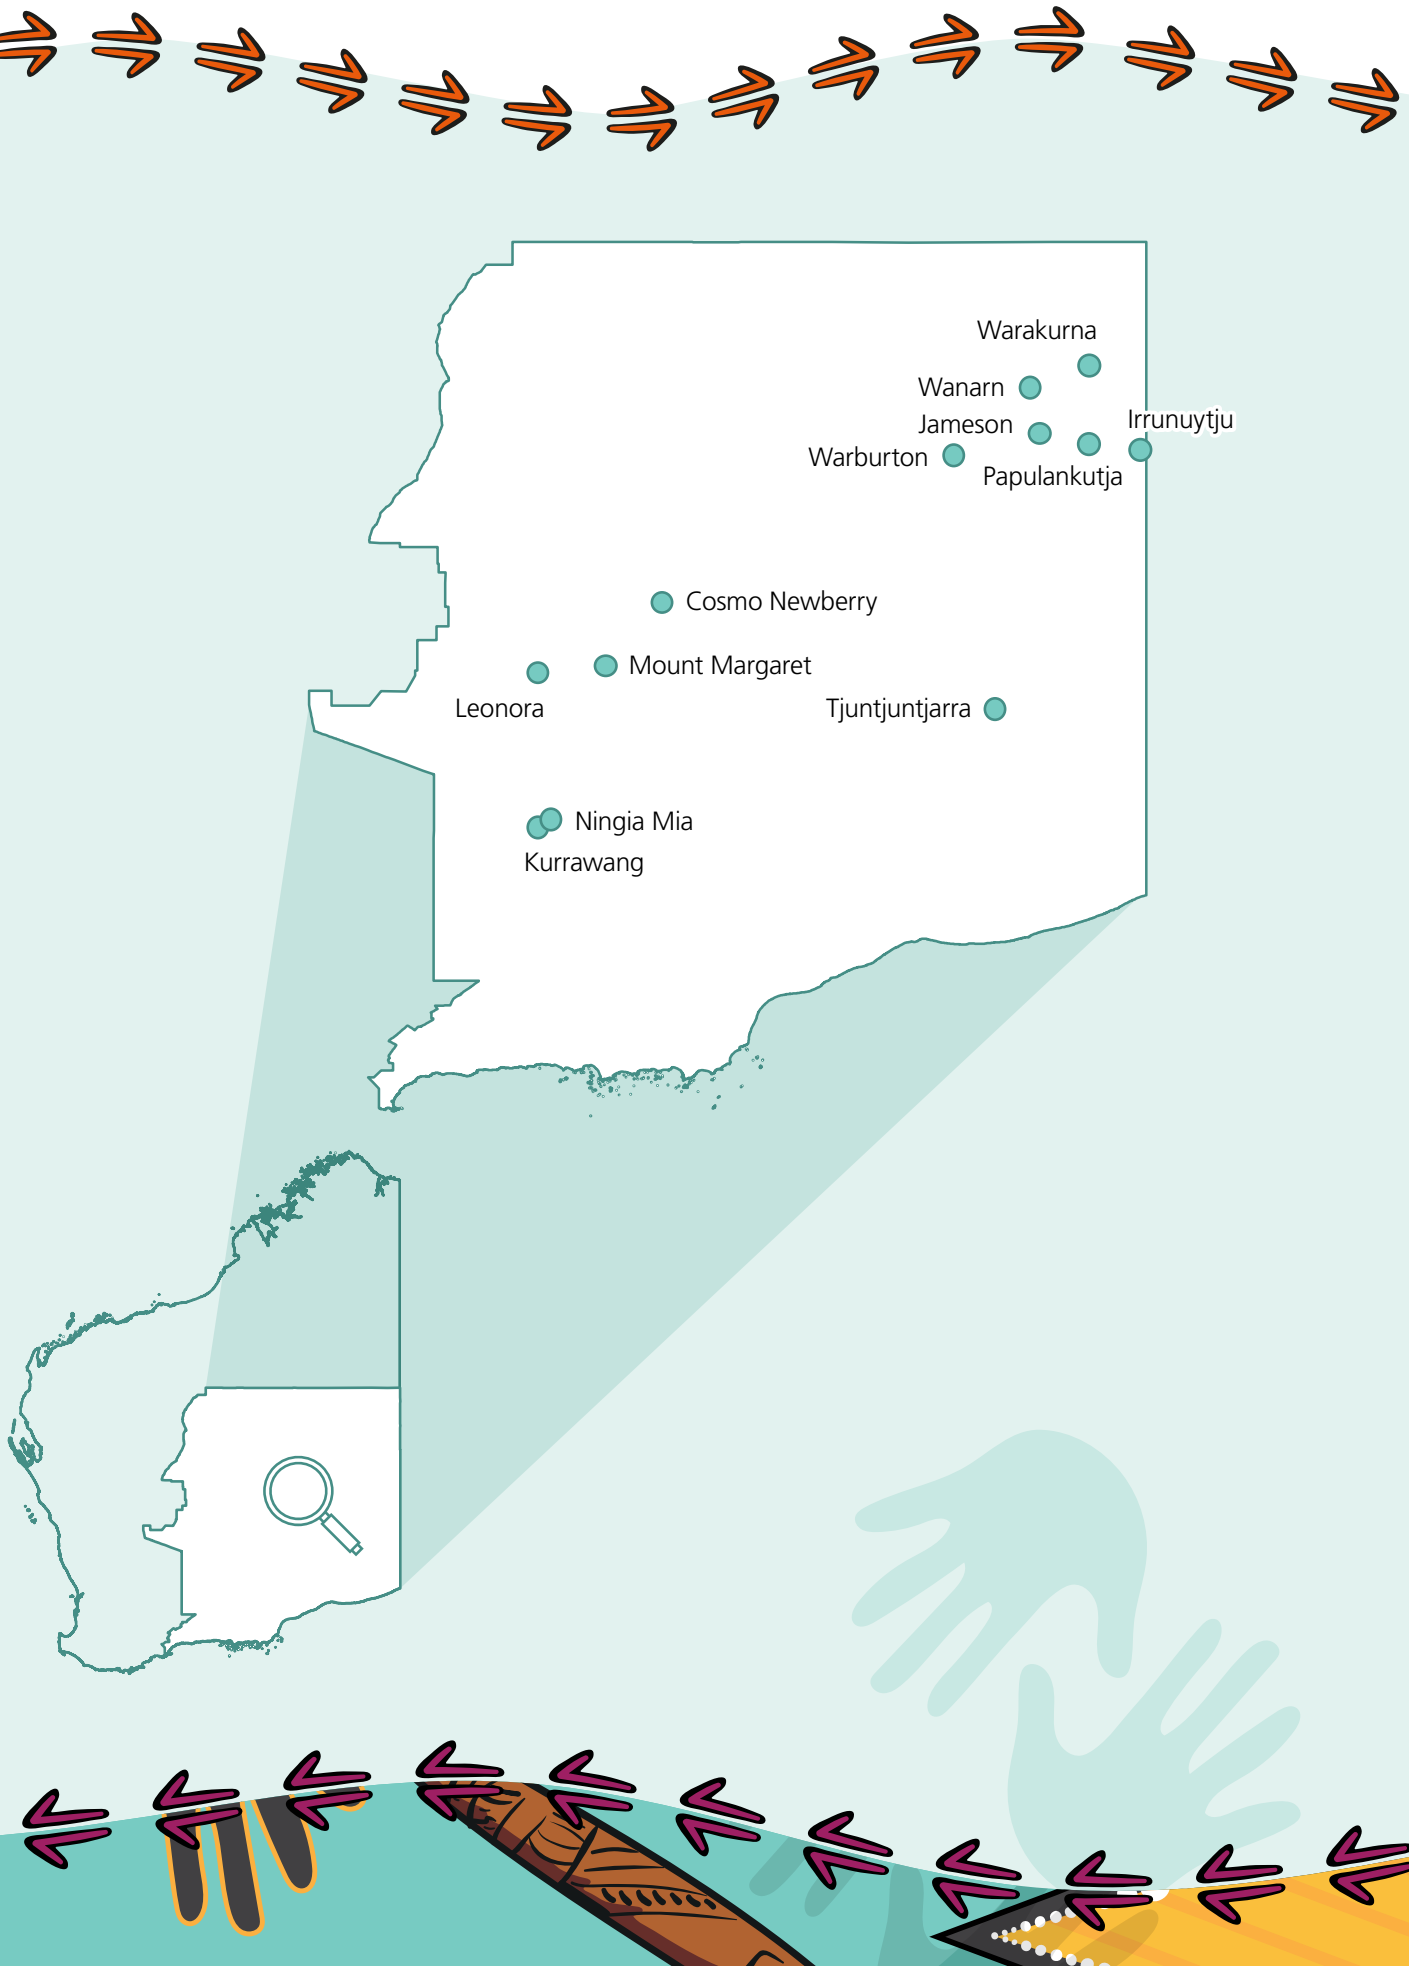 Warakurna
Wanarn
Irrunuytju
Jameson
Warburton
Papulankutja
Cosmo Newberry
Mount Margaret
Leonora
Tjuntjuntjarra
Ningia Mia
Kurrawang